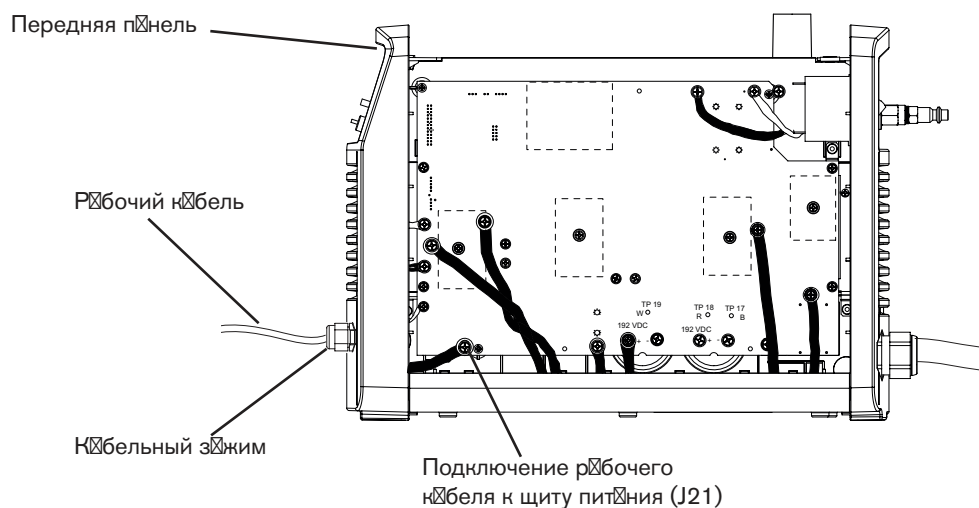 Передняя п☒нель
Р☒бочий к☒бель
TP 19
W
TP 18
R
TP 17
B
192 VDC
+ -
192 VDC
+ -
К☒бельный з☒жим
Подключение р☒бочего
к☒беля к щиту пит☒ния (J21)